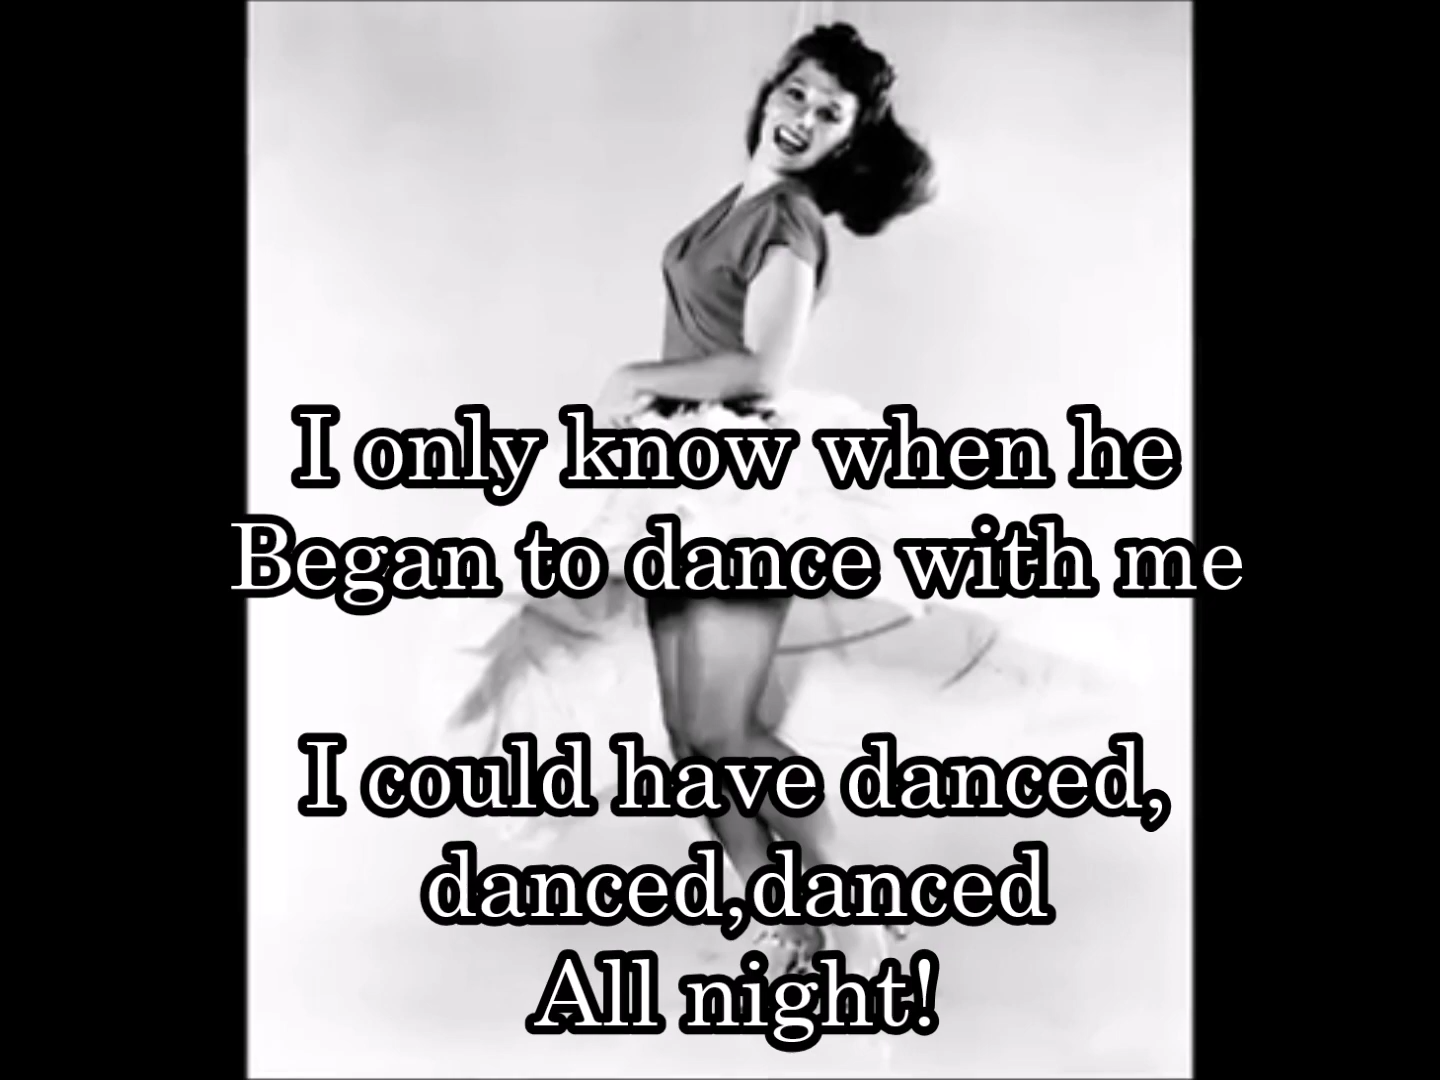 I only know when he
Began to dance with me
I could have danced,
danced,danced
All night!